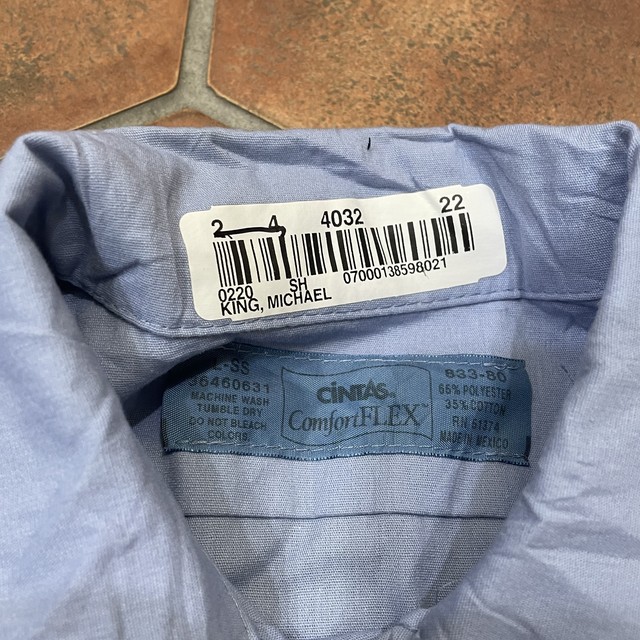 2 4 4032 22
0220 SH 07000138598021
KING, MICHAEL
L-SS
36460631
MACHINE WASH
TUMBLE DRY
DO NOT BLEACH
COLORS.
CINTAS®
ComfortFLEX™
833-80
65% POLYESTER
35% COTTON
RN 61374
MADE IN MEXICO